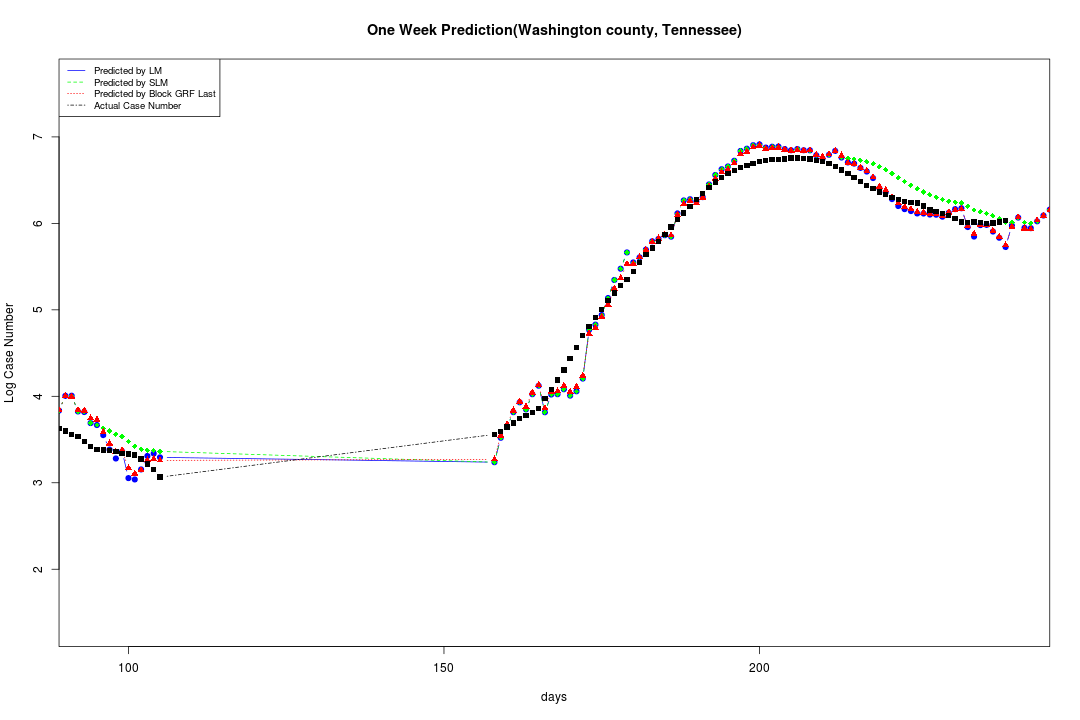 One Week Prediction(Washington county, Tennessee)
Predicted by LM
Predicted by SLM
Predicted by Block GRF Last
Actual Case Number
7
6
5
4
3
2
Log Case Number
100 150 200
days